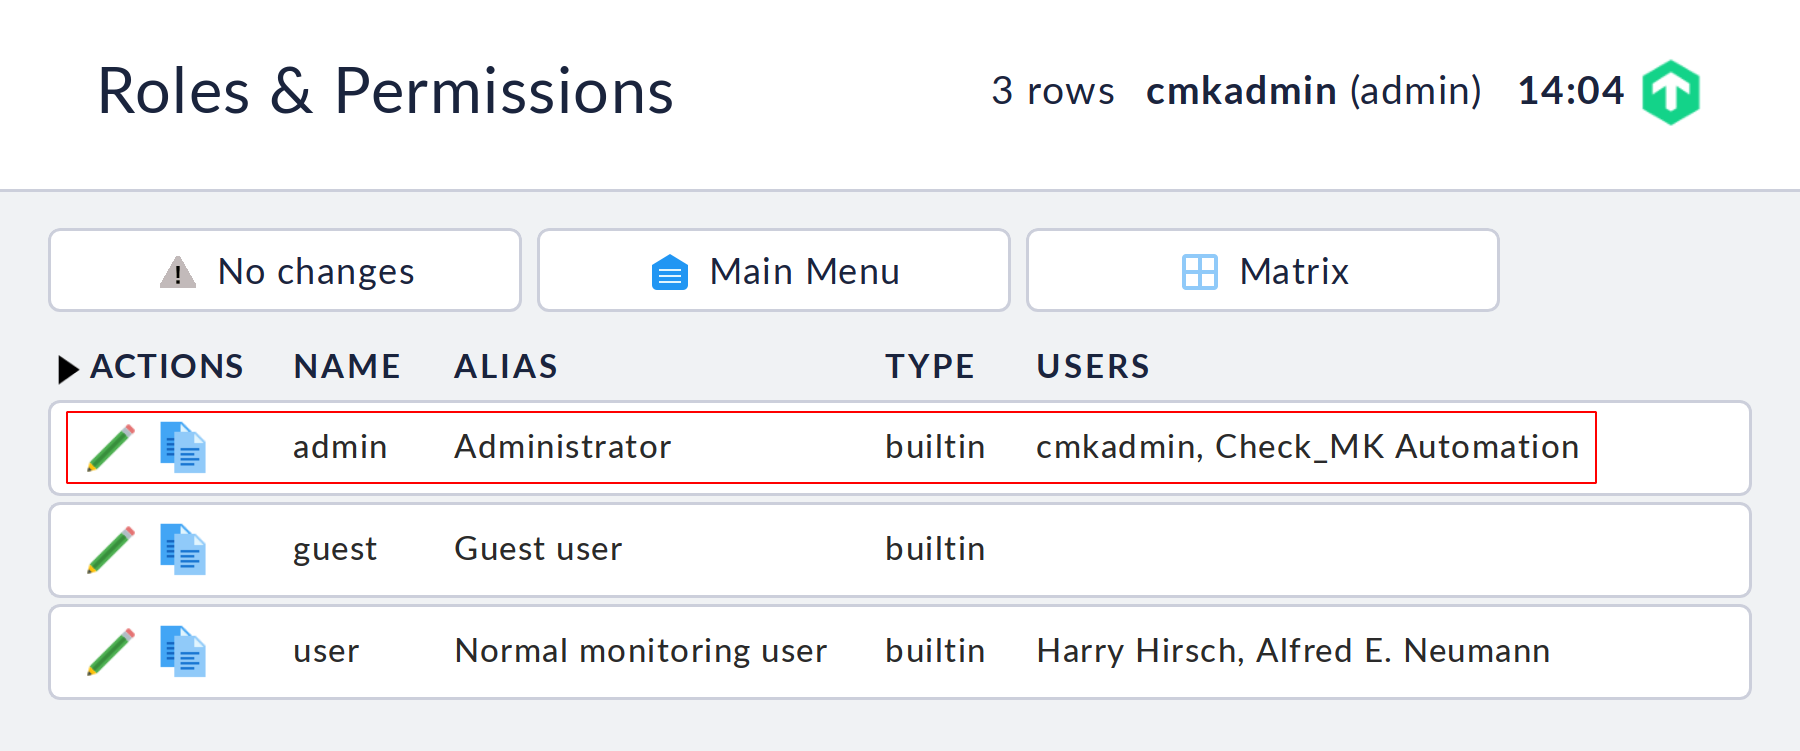 Roles & Permissions 3 rows cmkadmin (admin) 14:04
No changes Main Menu Matrix
ACTIONS NAME ALIAS TYPE USERS
admin Administrator builtin cmkadmin, Check_MK Automation
guest Guest user builtin
user Normal monitoring user builtin Harry Hirsch, Alfred E. Neumann